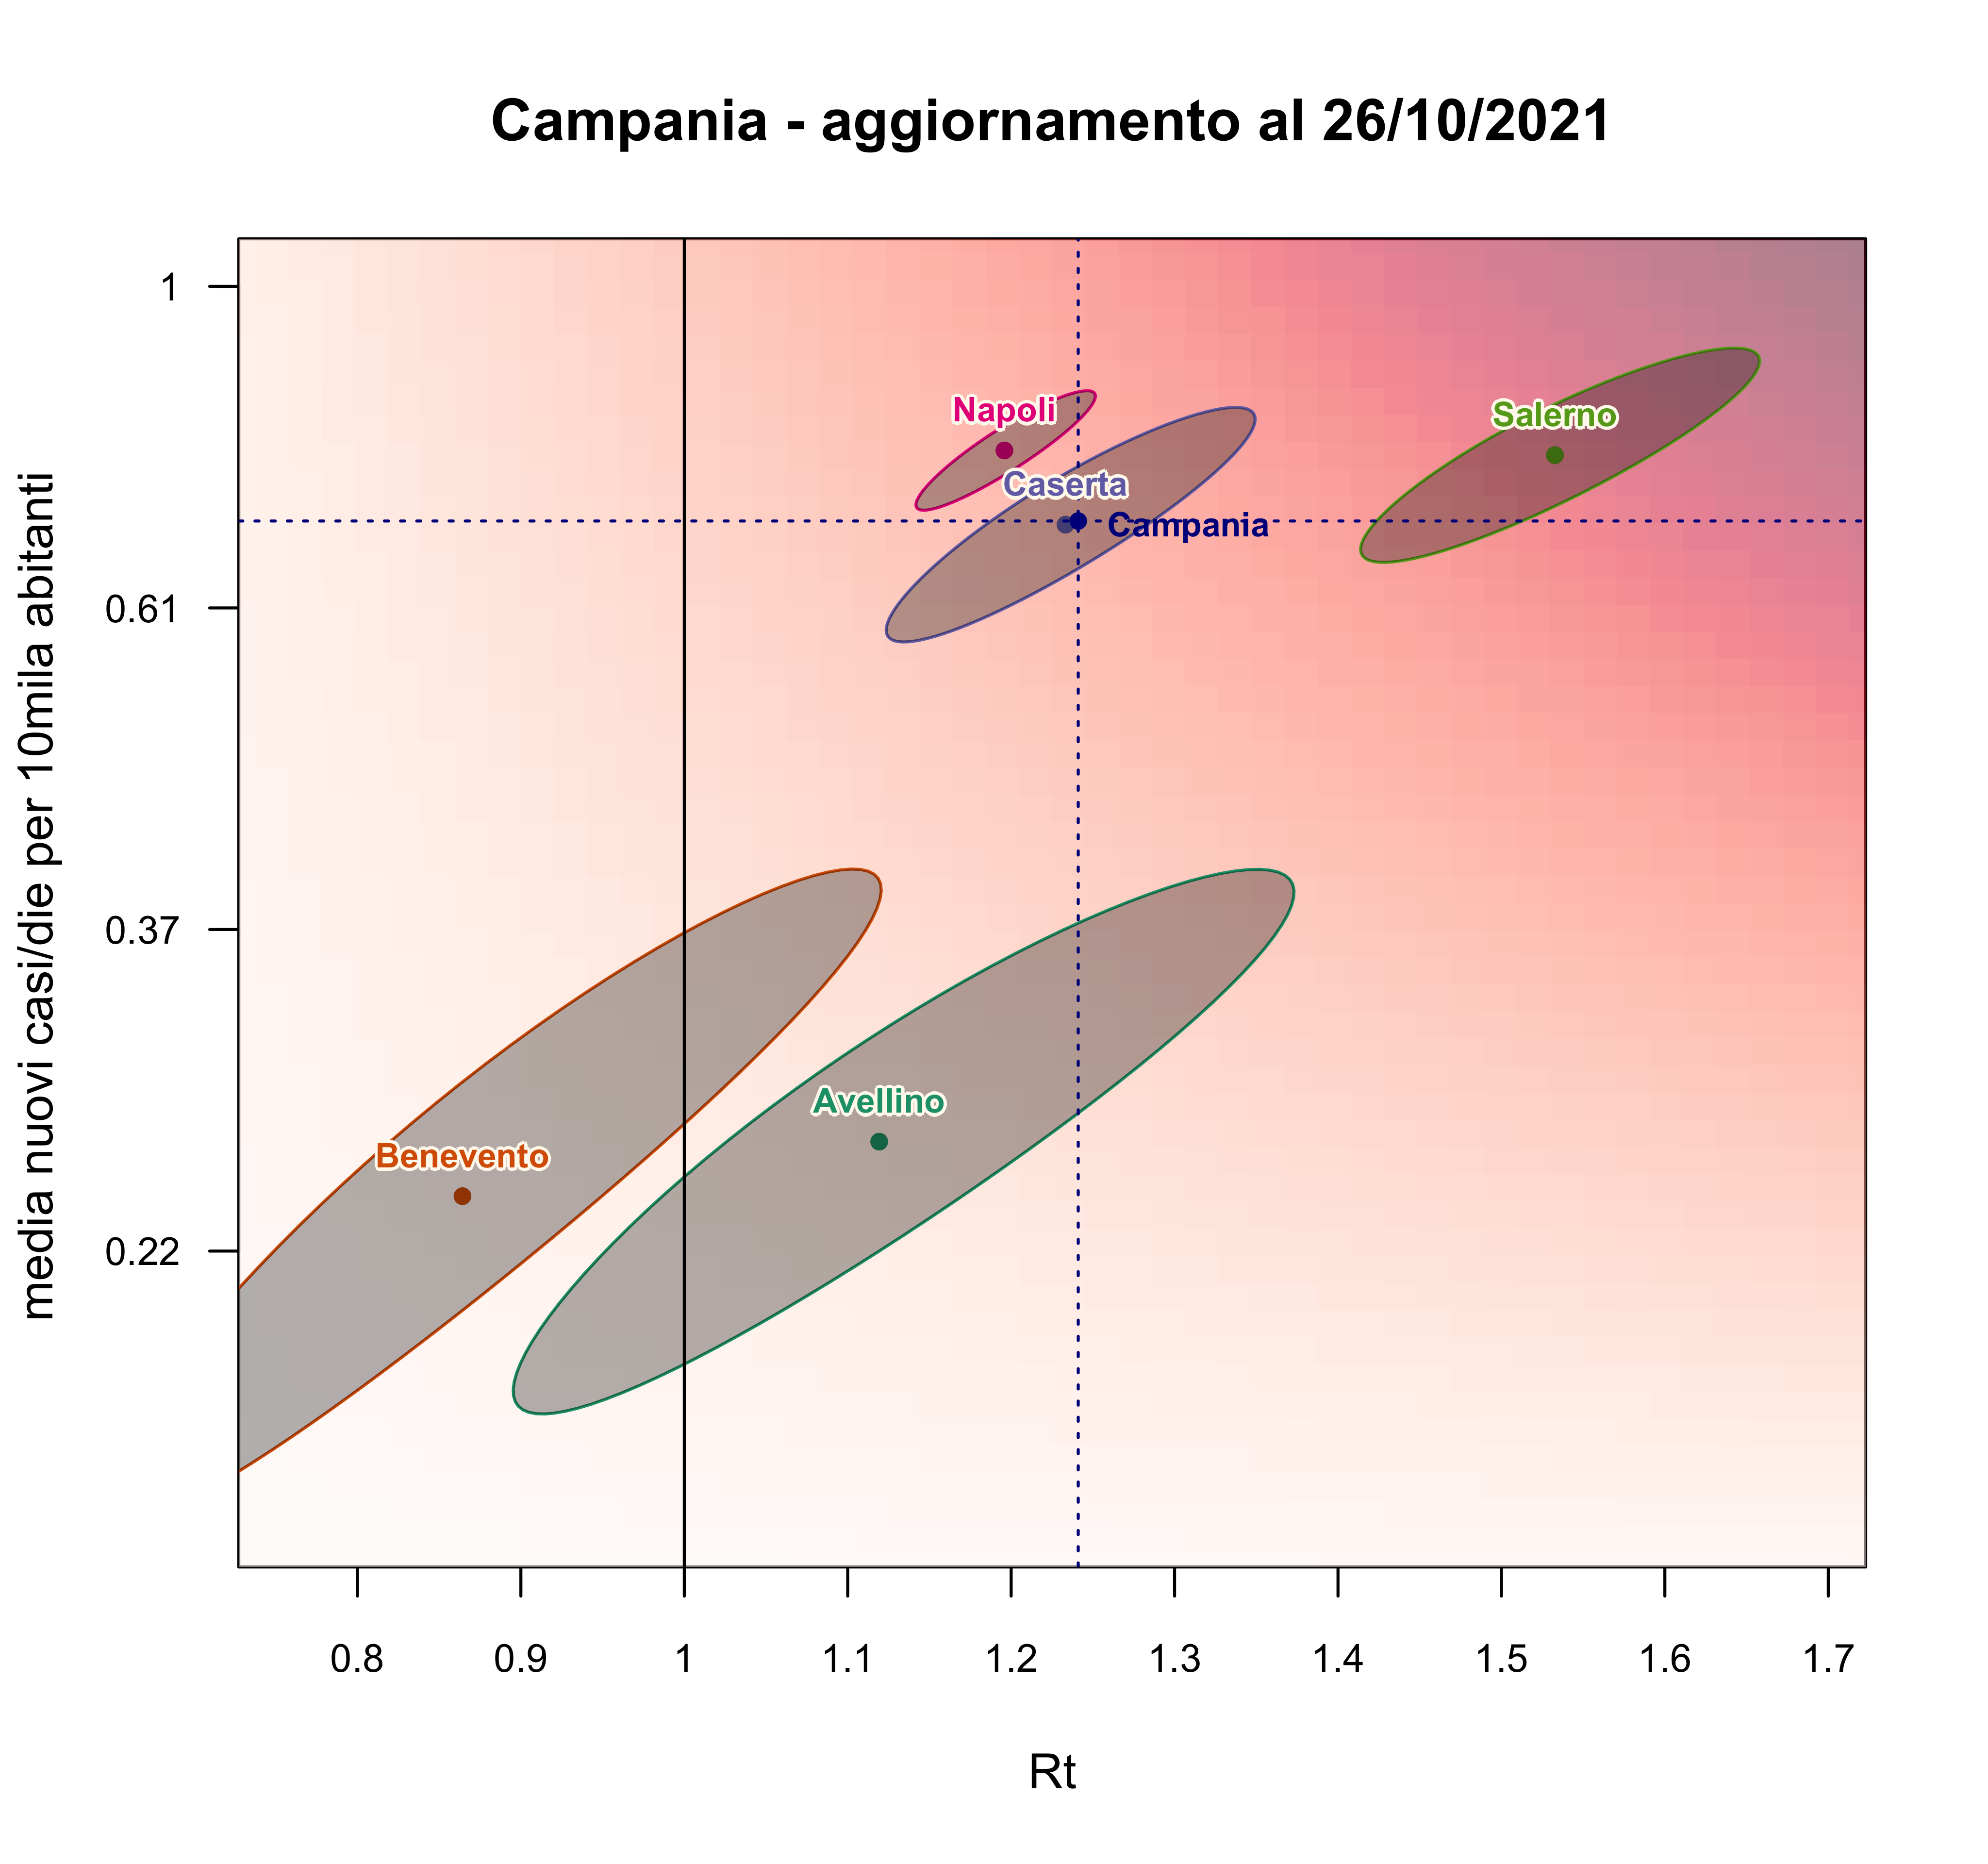 Campania - aggiornamento al 26/10/2021
media nuovi casi/die per 10mila abitanti
1
0.61
0.37
0.22
Napoli
Salerno
Caserta
Campania
Avellino
Benevento
0.8 0.9 1 1.1 1.2 1.3 1.4 1.5 1.6 1.7
Rt